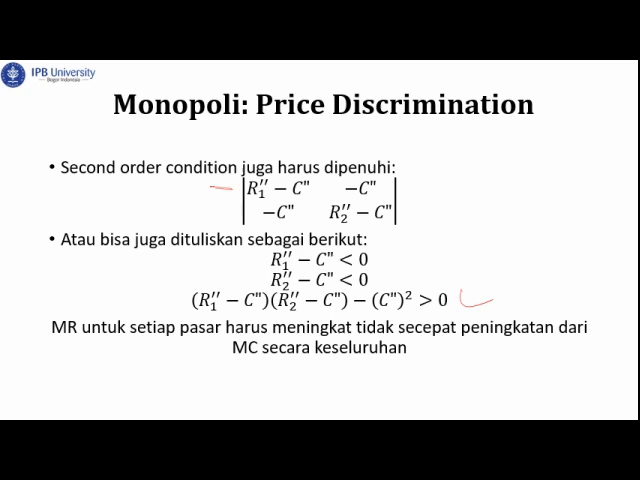 IPB University
Bogor Indonesia
Monopoli: Price Discrimination
• Second order condition juga harus dipenuhi:
|R₁′′ − C"  −C"|
|−C"  R₂′′ − C"|
• Atau bisa juga dituliskan sebagai berikut:
R₁′′ − C" < 0
R₂′′ − C" < 0
(R₁′′ − C")(R₂′′ − C") − (C")² > 0
MR untuk setiap pasar harus meningkat tidak secepat peningkatan dari
MC secara keseluruhan